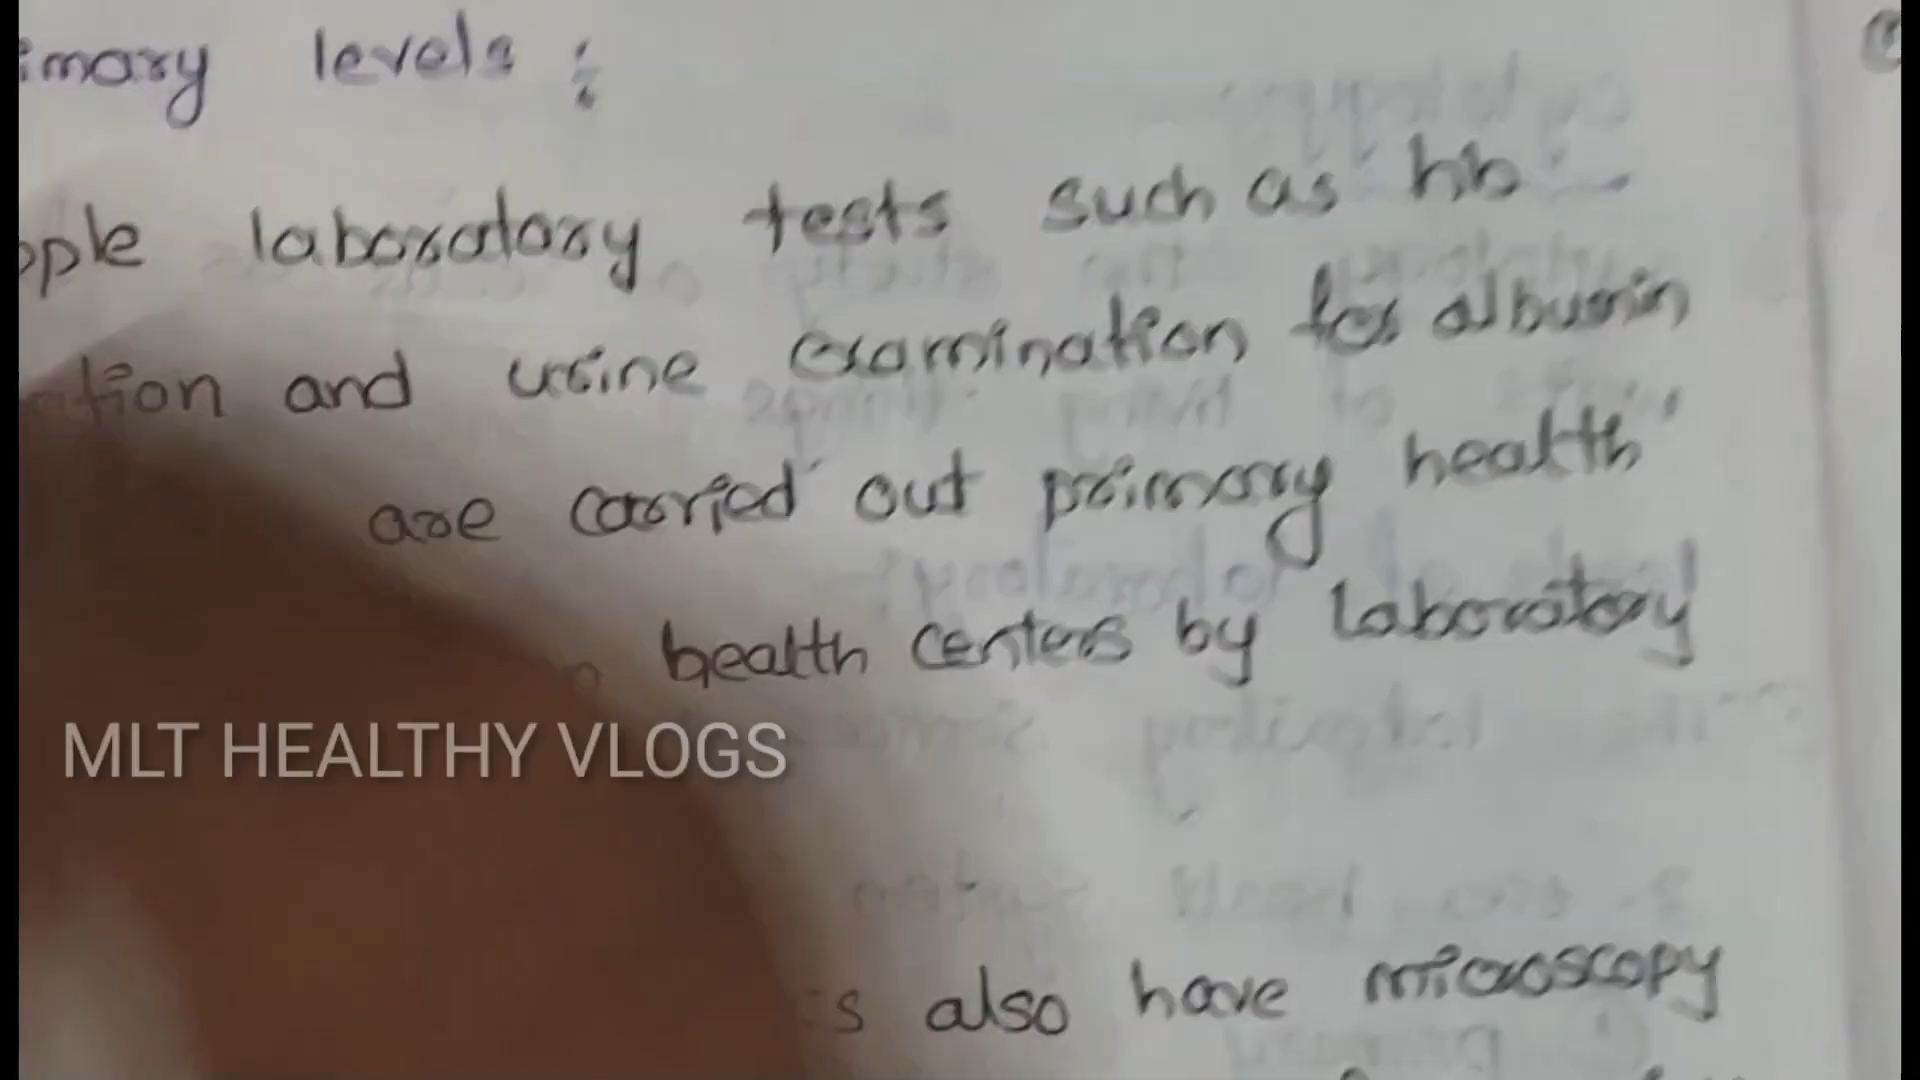 imary levels :
ple laboratory tests such as hb
ation and urine examination for albumin
are carried out primary health
health centers by laboratory
MLT HEALTHY VLOGS
s also have microscopy